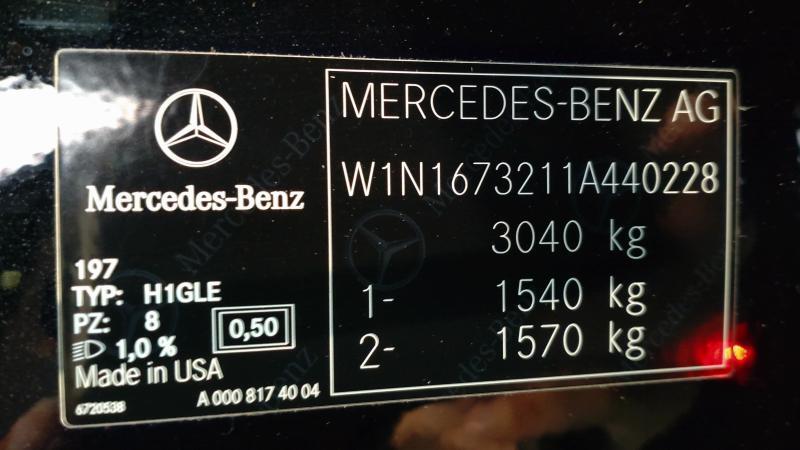 Mercedes-Benz
197
TYP: H1GLE
PZ: 8
1,0 %
0,50
Made in USA
6720538
A 000 817 40 04
MERCEDES-BENZ AG
W1N1673211A440228
3040 kg
1- 1540 kg
2- 1570 kg